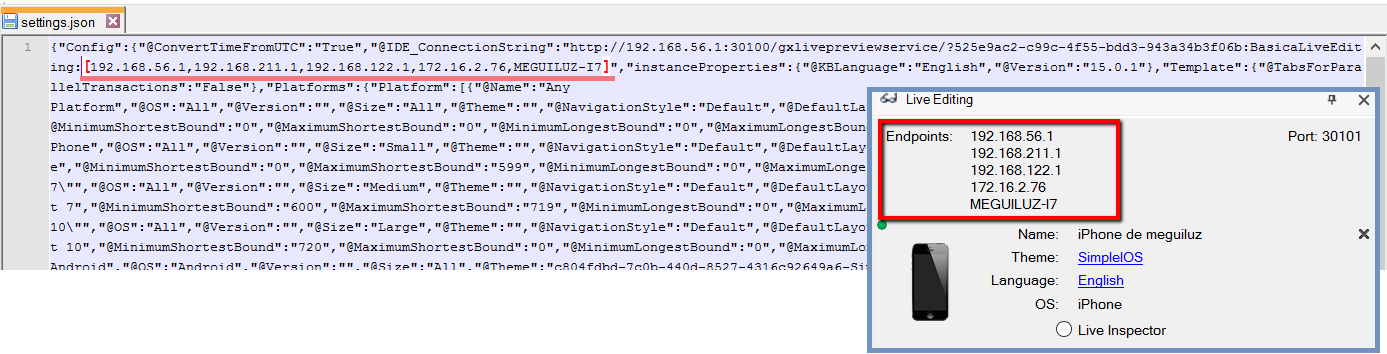 settings.json
1 {"Config":{"@ConvertTimeFromUTC":"True","@IDE_ConnectionString":"http://192.168.56.1:30100/gxlivepreviewservice/?525e9ac2-c99c-4f55-bdd3-943a34b3f06b:BasicaLiveEdit
ing:[192.168.56.1,192.168.211.1,192.168.122.1,172.16.2.76,MEGUILUZ-I7]","instanceProperties":{"@KBLanguage":"English","@Version":"15.0.1"},"Template":{"@TabsForPara
llelTransactions":"False"},"Platforms":{"Platform":[{"@Name":"Any
Platform","@OS":"All","@Version":"","@Size":"All","@Theme":"","@NavigationStyle":"Default","@DefaultLa
@MinimumShortestBound":"0","@MaximumShortestBound":"0","@MinimumLongestBound":"0","@MaximumLongestBoun
Phone","@OS":"All","@Version":"","@Size":"Small","@Theme":"","@NavigationStyle":"Default","@DefaultLay
e","@MinimumShortestBound":"0","@MaximumShortestBound":"599","@MinimumLongestBound":"0","@MaximumLonge
7\"","@OS":"All","@Version":"","@Size":"Medium","@Theme":"","@NavigationStyle":"Default","@DefaultLayo
t 7","@MinimumShortestBound":"600","@MaximumShortestBound":"719","@MinimumLongestBound":"0","@MaximumL
10\"","@OS":"All","@Version":"","@Size":"Large","@Theme":"","@NavigationStyle":"Default","@DefaultLayo
t 10","@MinimumShortestBound":"720","@MaximumShortestBound":"0","@MinimumLongestBound":"0","@MaximumLo
Android","@OS":"Android","@Version":"","@Size":"All","@Theme":"c804fdbd-7c0b-440d-8527-4316c92649a6-Si
Live Editing
Endpoints: 192.168.56.1 Port: 30101
192.168.211.1
192.168.122.1
172.16.2.76
MEGUILUZ-I7
Name: iPhone de meguiluz
Theme: SimpleIOS
Language: English
OS: iPhone
Live Inspector